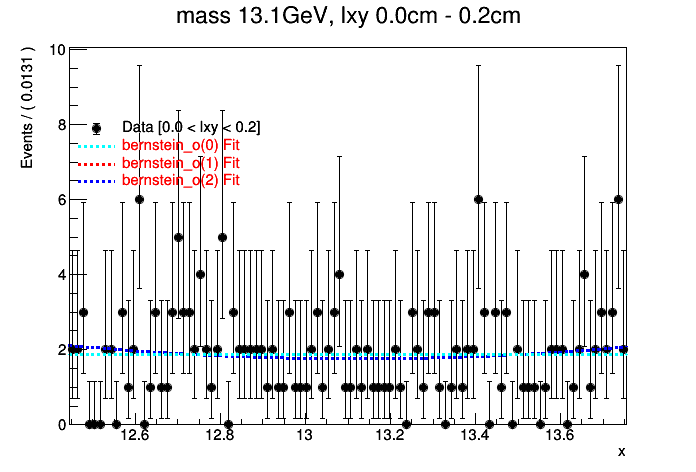 mass 13.1GeV, lxy 0.0cm - 0.2cm
Events / ( 0.0131 )
10
8
Data [0.0 < lxy < 0.2]
bernstein_o(0) Fit
bernstein_o(1) Fit
bernstein_o(2) Fit
6
4
2
0
12.6 12.8 13 13.2 13.4 13.6
x